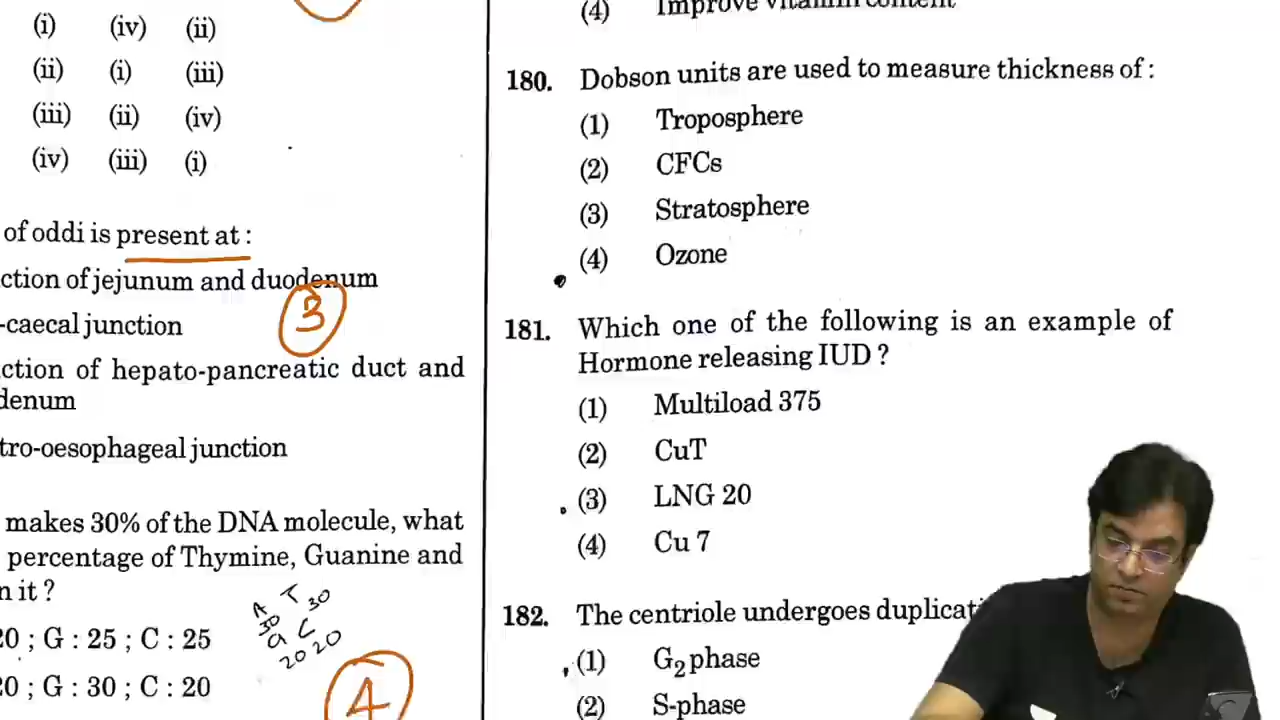 (i) (iv) (ii)
(ii) (i) (iii)
(iii) (ii) (iv)
(iv) (iii) (i)
of oddi is present at :
ction of jejunum and duodenum
-caecal junction
3
ction of hepato-pancreatic duct and
denum
tro-oesophageal junction
makes 30% of the DNA molecule, what
percentage of Thymine, Guanine and
n it ?
A T
30 30
G C
20 20
20 ; G : 25 ; C : 25
20 ; G : 30 ; C : 20
4
(4) Improve vitamin content
180. Dobson units are used to measure thickness of :
(1) Troposphere
(2) CFCs
(3) Stratosphere
(4) Ozone
181. Which one of the following is an example of
Hormone releasing IUD ?
(1) Multiload 375
(2) CuT
(3) LNG 20
(4) Cu 7
182. The centriole undergoes duplicati
(1) G₂ phase
(2) S-phase